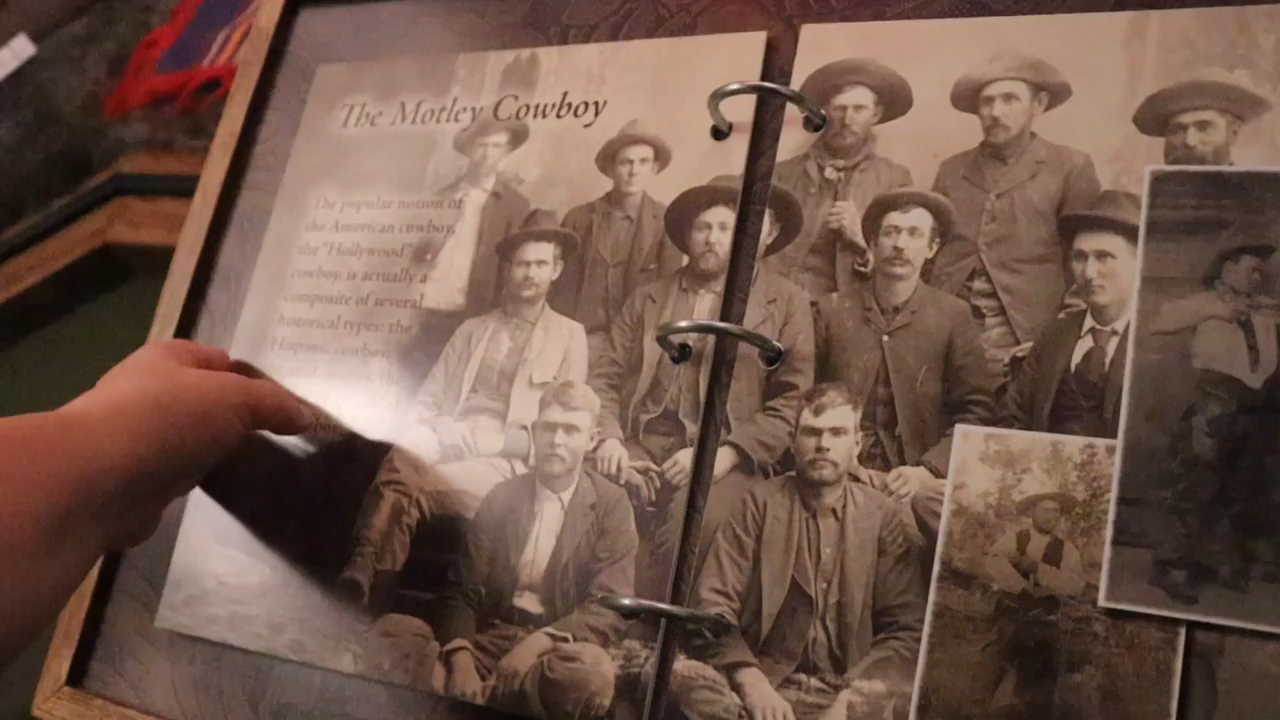 The Motley Cowboy
The popular notion of
the American cowboy,
the "Hollywood"
cowboy, is actually a
composite of several
historical types: the
Hispanic cowboy,